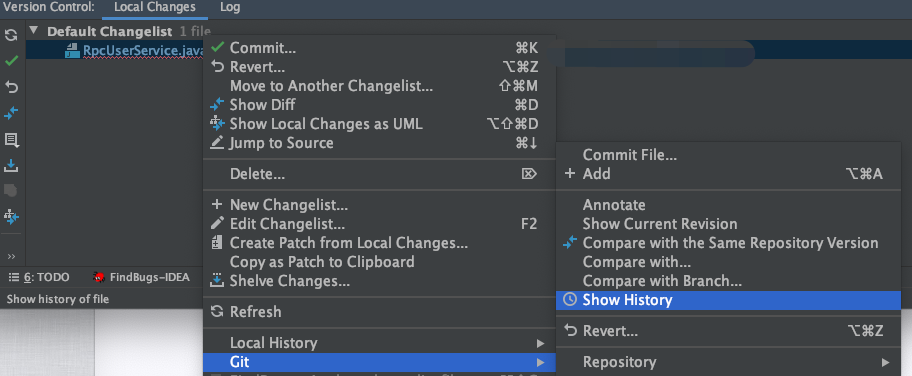 Version Control: Local Changes Log
Default Changelist 1 file
RpcUserService.java
Commit... ⌘K
Revert... ⌥⌘Z
Move to Another Changelist... ⇧⌘M
Show Diff ⌘D
Show Local Changes as UML ⌥⇧⌘D
Jump to Source ⌘↓
Delete... ⌦
New Changelist...
Edit Changelist... F2
Create Patch from Local Changes...
Copy as Patch to Clipboard
Shelve Changes...
Refresh
Local History
Git
Commit File...
Add ⌥⌘A
Annotate
Show Current Revision
Compare with the Same Repository Version
Compare with...
Compare with Branch...
Show History
Revert... ⌥⌘Z
Repository
6: TODO FindBugs-IDEA
Show history of file